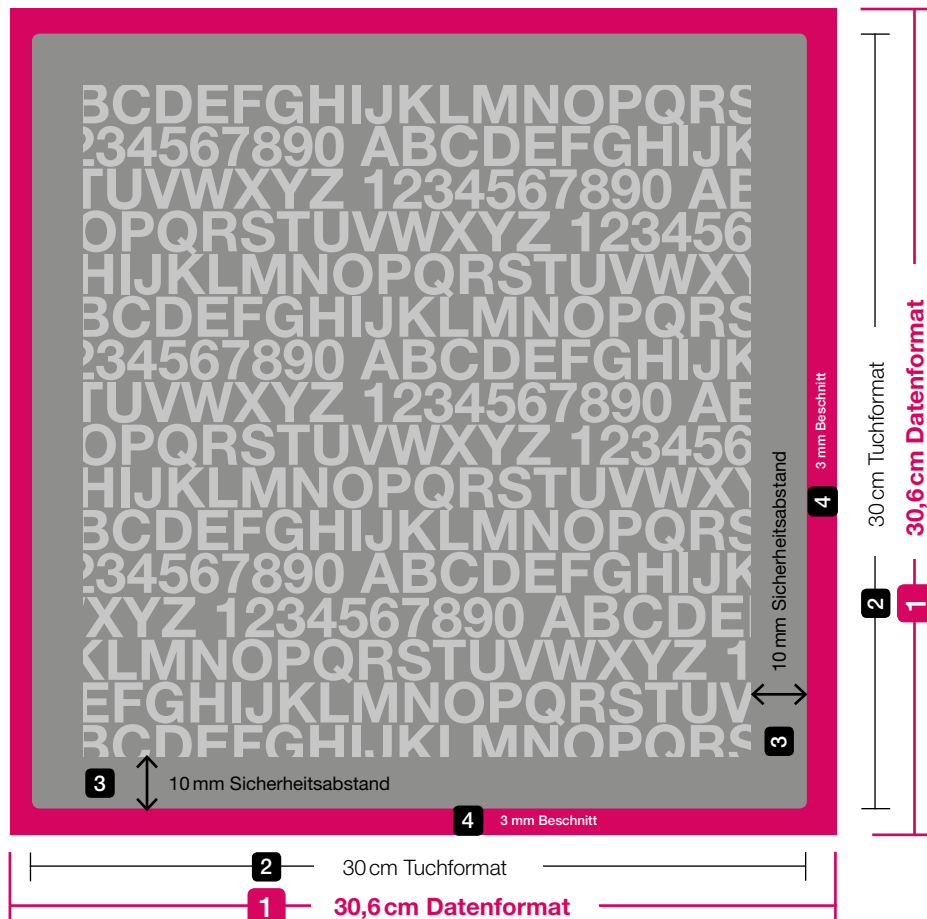 BCDEFGHIJKLMNOPQRS
234567890 ABCDEFGHIJK
TUVWXYZ 1234567890 AB
OPQRSTUVWXYZ 123456
HIJKLMNOPQRSTUVWXY
BCDEFGHIJKLMNOPQRS
234567890 ABCDEFGHIJK
TUVWXYZ 1234567890 AB
OPQRSTUVWXYZ 123456
HIJKLMNOPQRSTUVWXY
BCDEFGHIJKLMNOPQRS
234567890 ABCDEFGHIJK
XYZ 1234567890 ABCDE
KLMNOPQRSTUVWXYZ 1
EFGHIJKLMNOPQRSTUV
BCDEFGHIJKLMNOPQRS
3 10 mm Sicherheitsabstand
3 10 mm Sicherheitsabstand
4 3 mm Beschnitt
4 3 mm Beschnitt
2 30 cm Tuchformat
1 30,6 cm Datenformat
2 30 cm Tuchformat
1 30,6 cm Datenformat